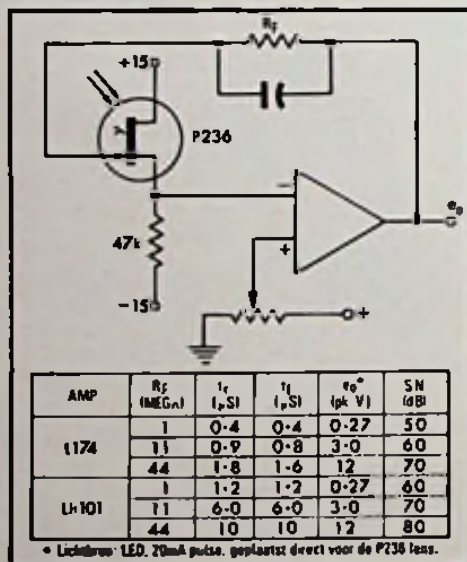 RF
+15
P236
47k
−15
−
+
e₀
+
AMP RF (MEGΩ) tr (μS) tf (μS) e₀* (pk V) SN (dB)
1 0·4 0·4 0·27 50
11 0·9 0·8 3·0 60
44 1·8 1·6 12 70
LH101
1 1·2 1·2 0·27 60
11 6·0 6·0 3·0 70
44 10 10 12 80
* Lichtbron: LED, 20mA pulse, geplaatst direct voor de P236 lens.